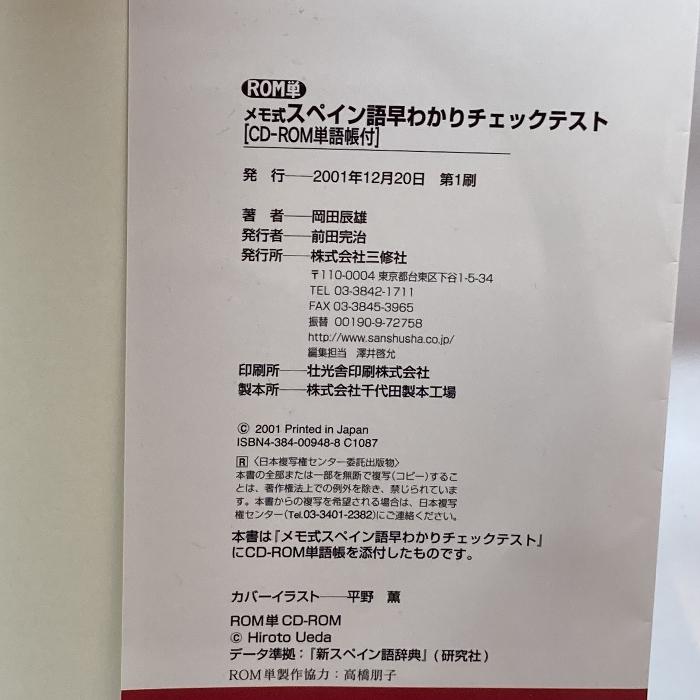 ROM単
メモ式スペイン語早わかりチェックテスト
[CD-ROM単語帳付]
発 行——2001年12月20日 第1刷
著 者——岡田辰雄
発行者——前田完治
発行所——株式会社三修社
〒110-0004 東京都台東区下谷1-5-34
TEL 03-3842-1711
FAX 03-3845-3965
振替 00190-9-72758
http://www.sanshusha.co.jp/
編集担当 澤井啓允
印刷所——壮光舎印刷株式会社
製本所——株式会社千代田製本工場
© 2001 Printed in Japan
ISBN4-384-00948-8 C1087
R 〈日本複写権センター委託出版物〉
本書の全部または一部を無断で複写(コピー)するこ
とは、著作権法上での例外を除き、禁じられていま
す。本書からの複写を希望される場合は、日本複写
権センター(Tel.03-3401-2382)にご連絡ください。
本書は『メモ式スペイン語早わかりチェックテスト』
にCD-ROM単語帳を添付したものです。
カバーイラスト——平野 薫
ROM単 CD-ROM
© Hiroto Ueda
データ準拠:『新スペイン語辞典』(研究社)
ROM単製作協力:高橋朋子